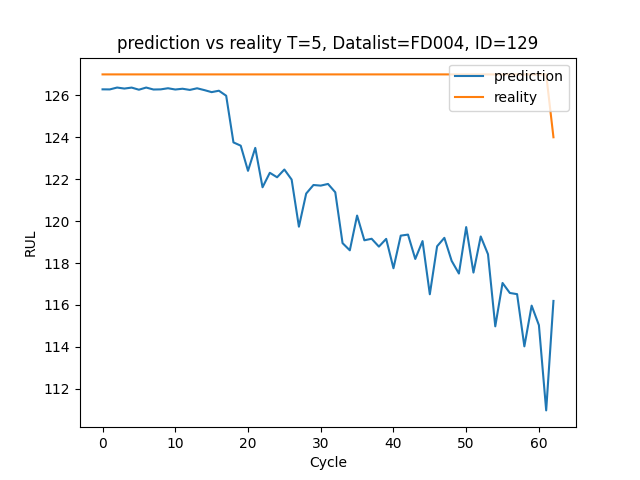 prediction vs reality T=5, Datalist=FD004, ID=129
prediction
reality
RUL
126
124
122
120
118
116
114
112
0 10 20 30 40 50 60
Cycle